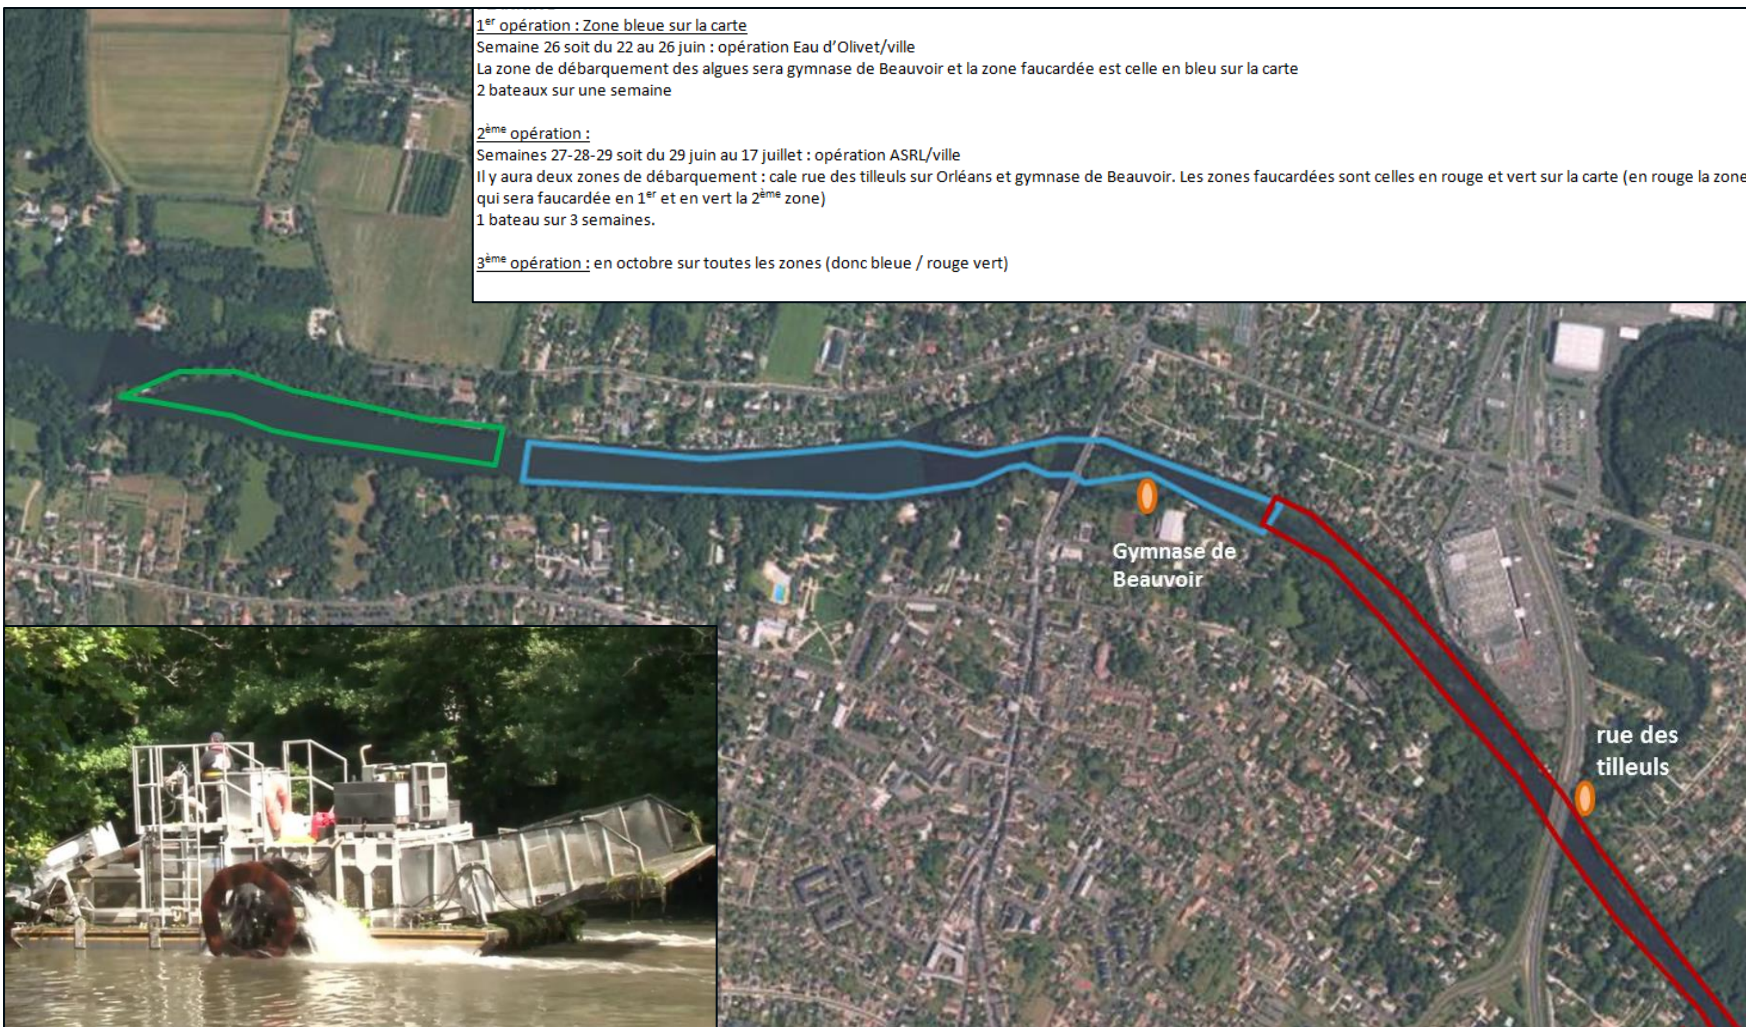 1er opération : Zone bleue sur la carte
Semaine 26 soit du 22 au 26 juin : opération Eau d'Olivet/ville
La zone de débarquement des algues sera gymnase de Beauvoir et la zone faucardée est celle en bleu sur la carte
2 bateaux sur une semaine
2ème opération :
Semaines 27-28-29 soit du 29 juin au 17 juillet : opération ASRL/ville
Il y aura deux zones de débarquement : cale rue des tilleuls sur Orléans et gymnase de Beauvoir. Les zones faucardées sont celles en rouge et vert sur la carte (en rouge la zone
qui sera faucardée en 1er et en vert la 2ème zone)
1 bateau sur 3 semaines.
3ème opération : en octobre sur toutes les zones (donc bleue / rouge vert)
Gymnase de
Beauvoir
rue des
tilleuls